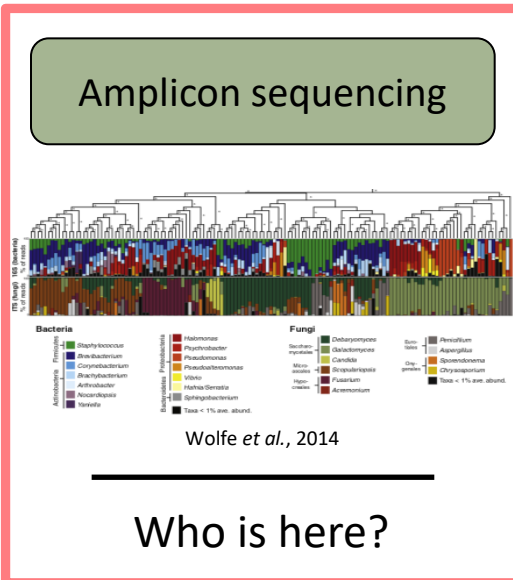 Amplicon sequencing
16S (bacteria)
% of reads
ITS (fungi)
% of reads
Bacteria
Firmicutes
Staphylococcus
Actinobacteria
Brevibacterium
Corynebacterium
Brachybacterium
Arthrobacter
Nocardiopsis
Yaniella
Proteobacteria
Halomonas
Psychrobacter
Pseudomonas
Pseudoalteromonas
Vibrio
Hafnia/Serratia
Bacteroidetes
Sphingobacterium
Taxa < 1% ave. abund.
Fungi
Saccharo-
mycetales
Debaryomyces
Galactomyces
Candida
Micro-
ascales
Scopulariopsis
Hypo-
creales
Fusarium
Acremonium
Euro-
tiales
Penicillium
Aspergillus
Ony-
genales
Sporendonema
Chrysosporium
Taxa < 1% ave. abund.
Wolfe et al., 2014
Who is here?